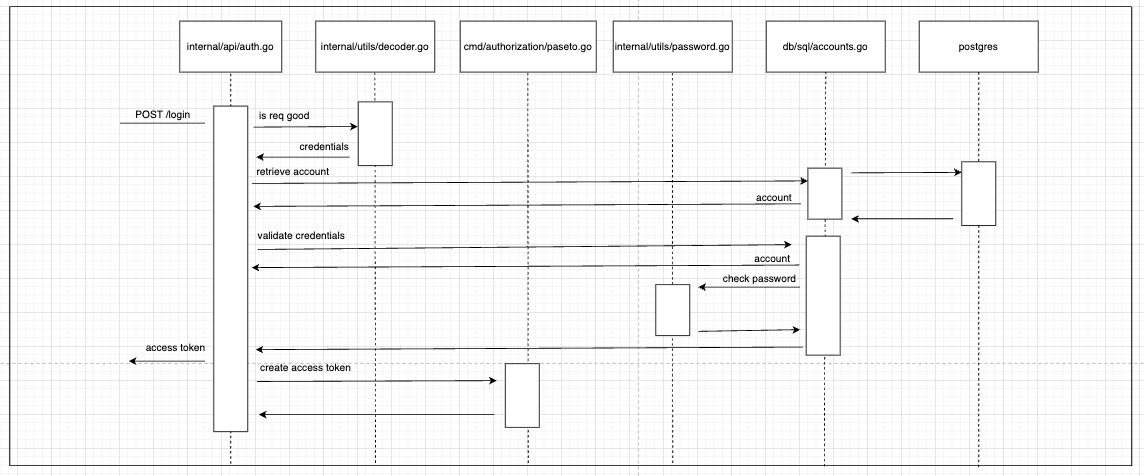 internal/api/auth.go
internal/utils/decoder.go
cmd/authorization/paseto.go
internal/utils/password.go
db/sql/accounts.go
postgres
POST /login
is req good
credentials
retrieve account
account
validate credentials
account
check password
access token
create access token